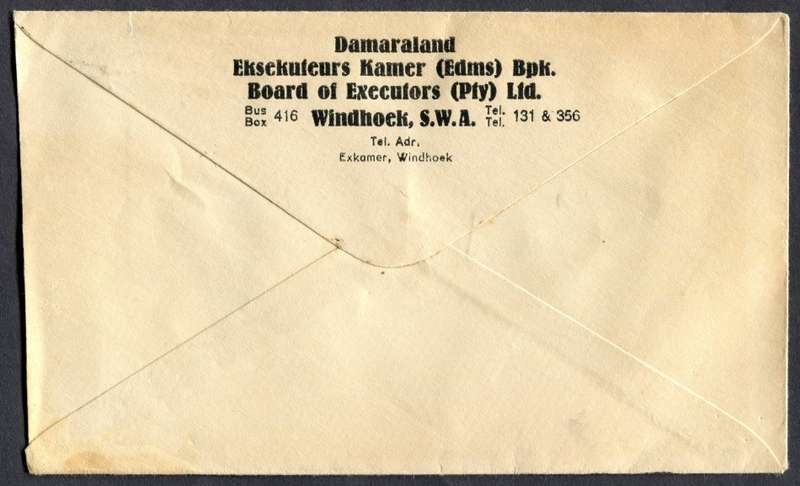 Damaraland
Eksekuteurs Kamer (Edms) Bpk.
Board of Executors (Pty) Ltd.
Bus
Box 416 Windhoek, S.W.A. Tel.
Tel. 131 & 356
Tel. Adr.
Exkamer, Windhoek